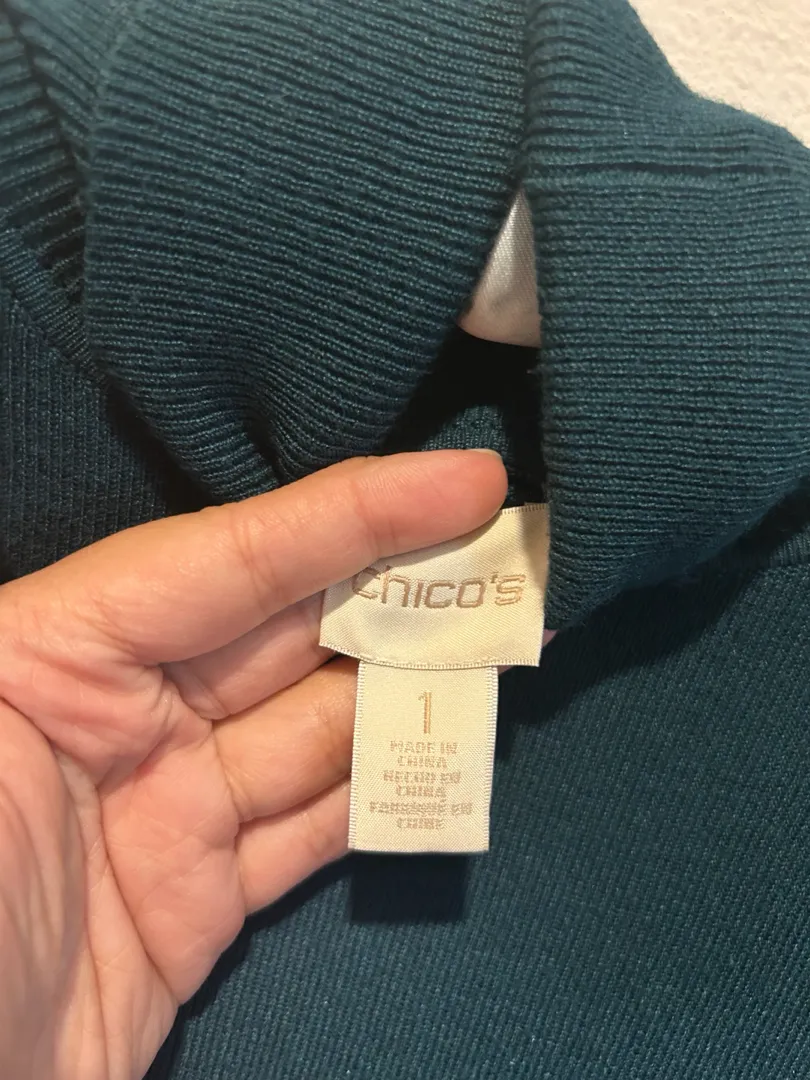 chico's
1
MADE IN
CHINA
HECHO EN
CHINA
FABRIQUÉ EN
CHINE